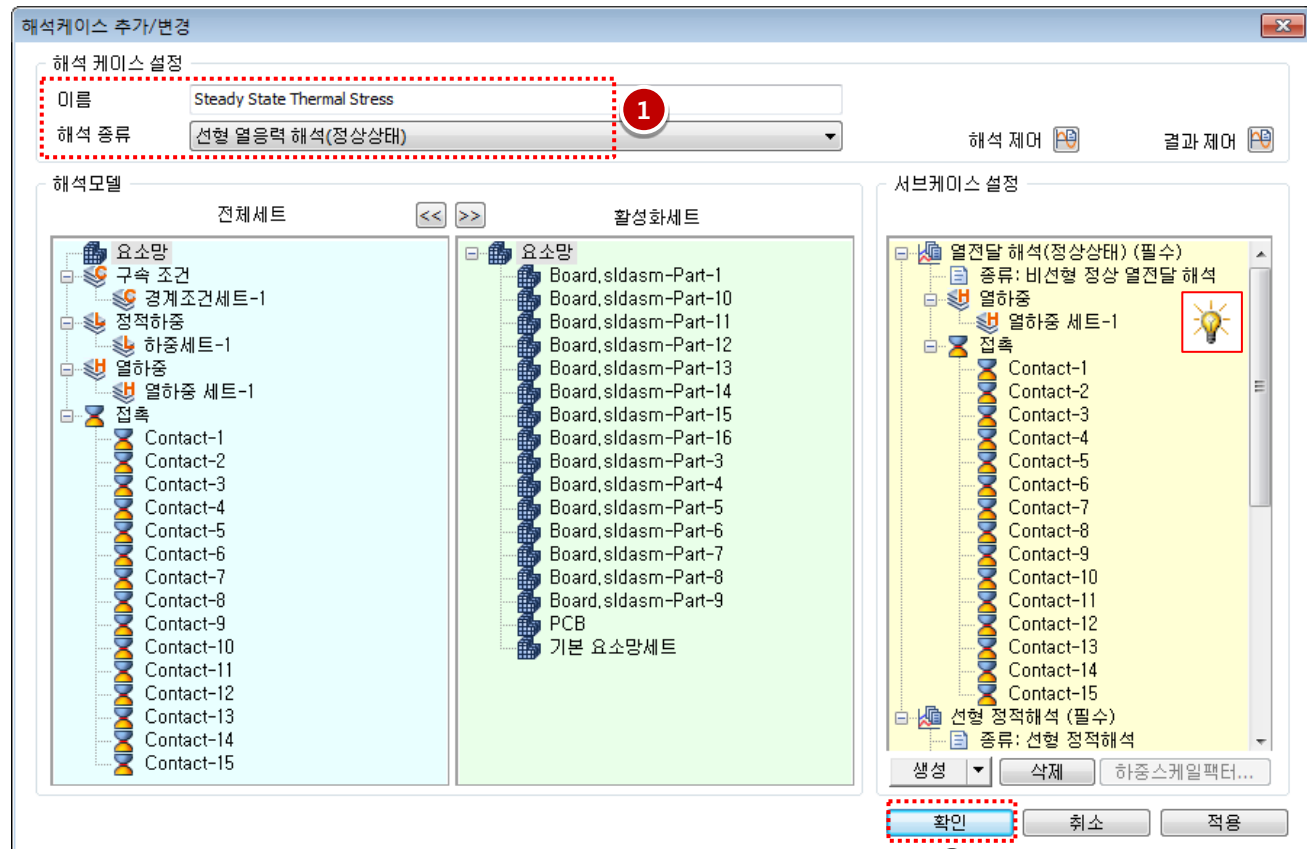 해석케이스 추가/변경
해석 케이스 설정
이름
Steady State Thermal Stress
1
해석 종류
선형 열응력 해석(정상상태)
해석 제어
결과 제어
해석모델
전체세트
<<
>>
활성화세트
요소망
구속 조건
경계조건세트-1
정적하중
하중세트-1
열하중
열하중 세트-1
접촉
Contact-1
Contact-2
Contact-3
Contact-4
Contact-5
Contact-6
Contact-7
Contact-8
Contact-9
Contact-10
Contact-11
Contact-12
Contact-13
Contact-14
Contact-15
요소망
Board,sldasm-Part-1
Board,sldasm-Part-10
Board,sldasm-Part-11
Board,sldasm-Part-12
Board,sldasm-Part-13
Board,sldasm-Part-14
Board,sldasm-Part-15
Board,sldasm-Part-16
Board,sldasm-Part-3
Board,sldasm-Part-4
Board,sldasm-Part-5
Board,sldasm-Part-6
Board,sldasm-Part-7
Board,sldasm-Part-8
Board,sldasm-Part-9
PCB
기본 요소망세트
서브케이스 설정
열전달 해석(정상상태) (필수)
종류: 비선형 정상 열전달 해석
열하중
열하중 세트-1
접촉
Contact-1
Contact-2
Contact-3
Contact-4
Contact-5
Contact-6
Contact-7
Contact-8
Contact-9
Contact-10
Contact-11
Contact-12
Contact-13
Contact-14
Contact-15
선형 정적해석 (필수)
종류: 선형 정적해석
생성
삭제
하중스케일팩터...
확인
취소
적용